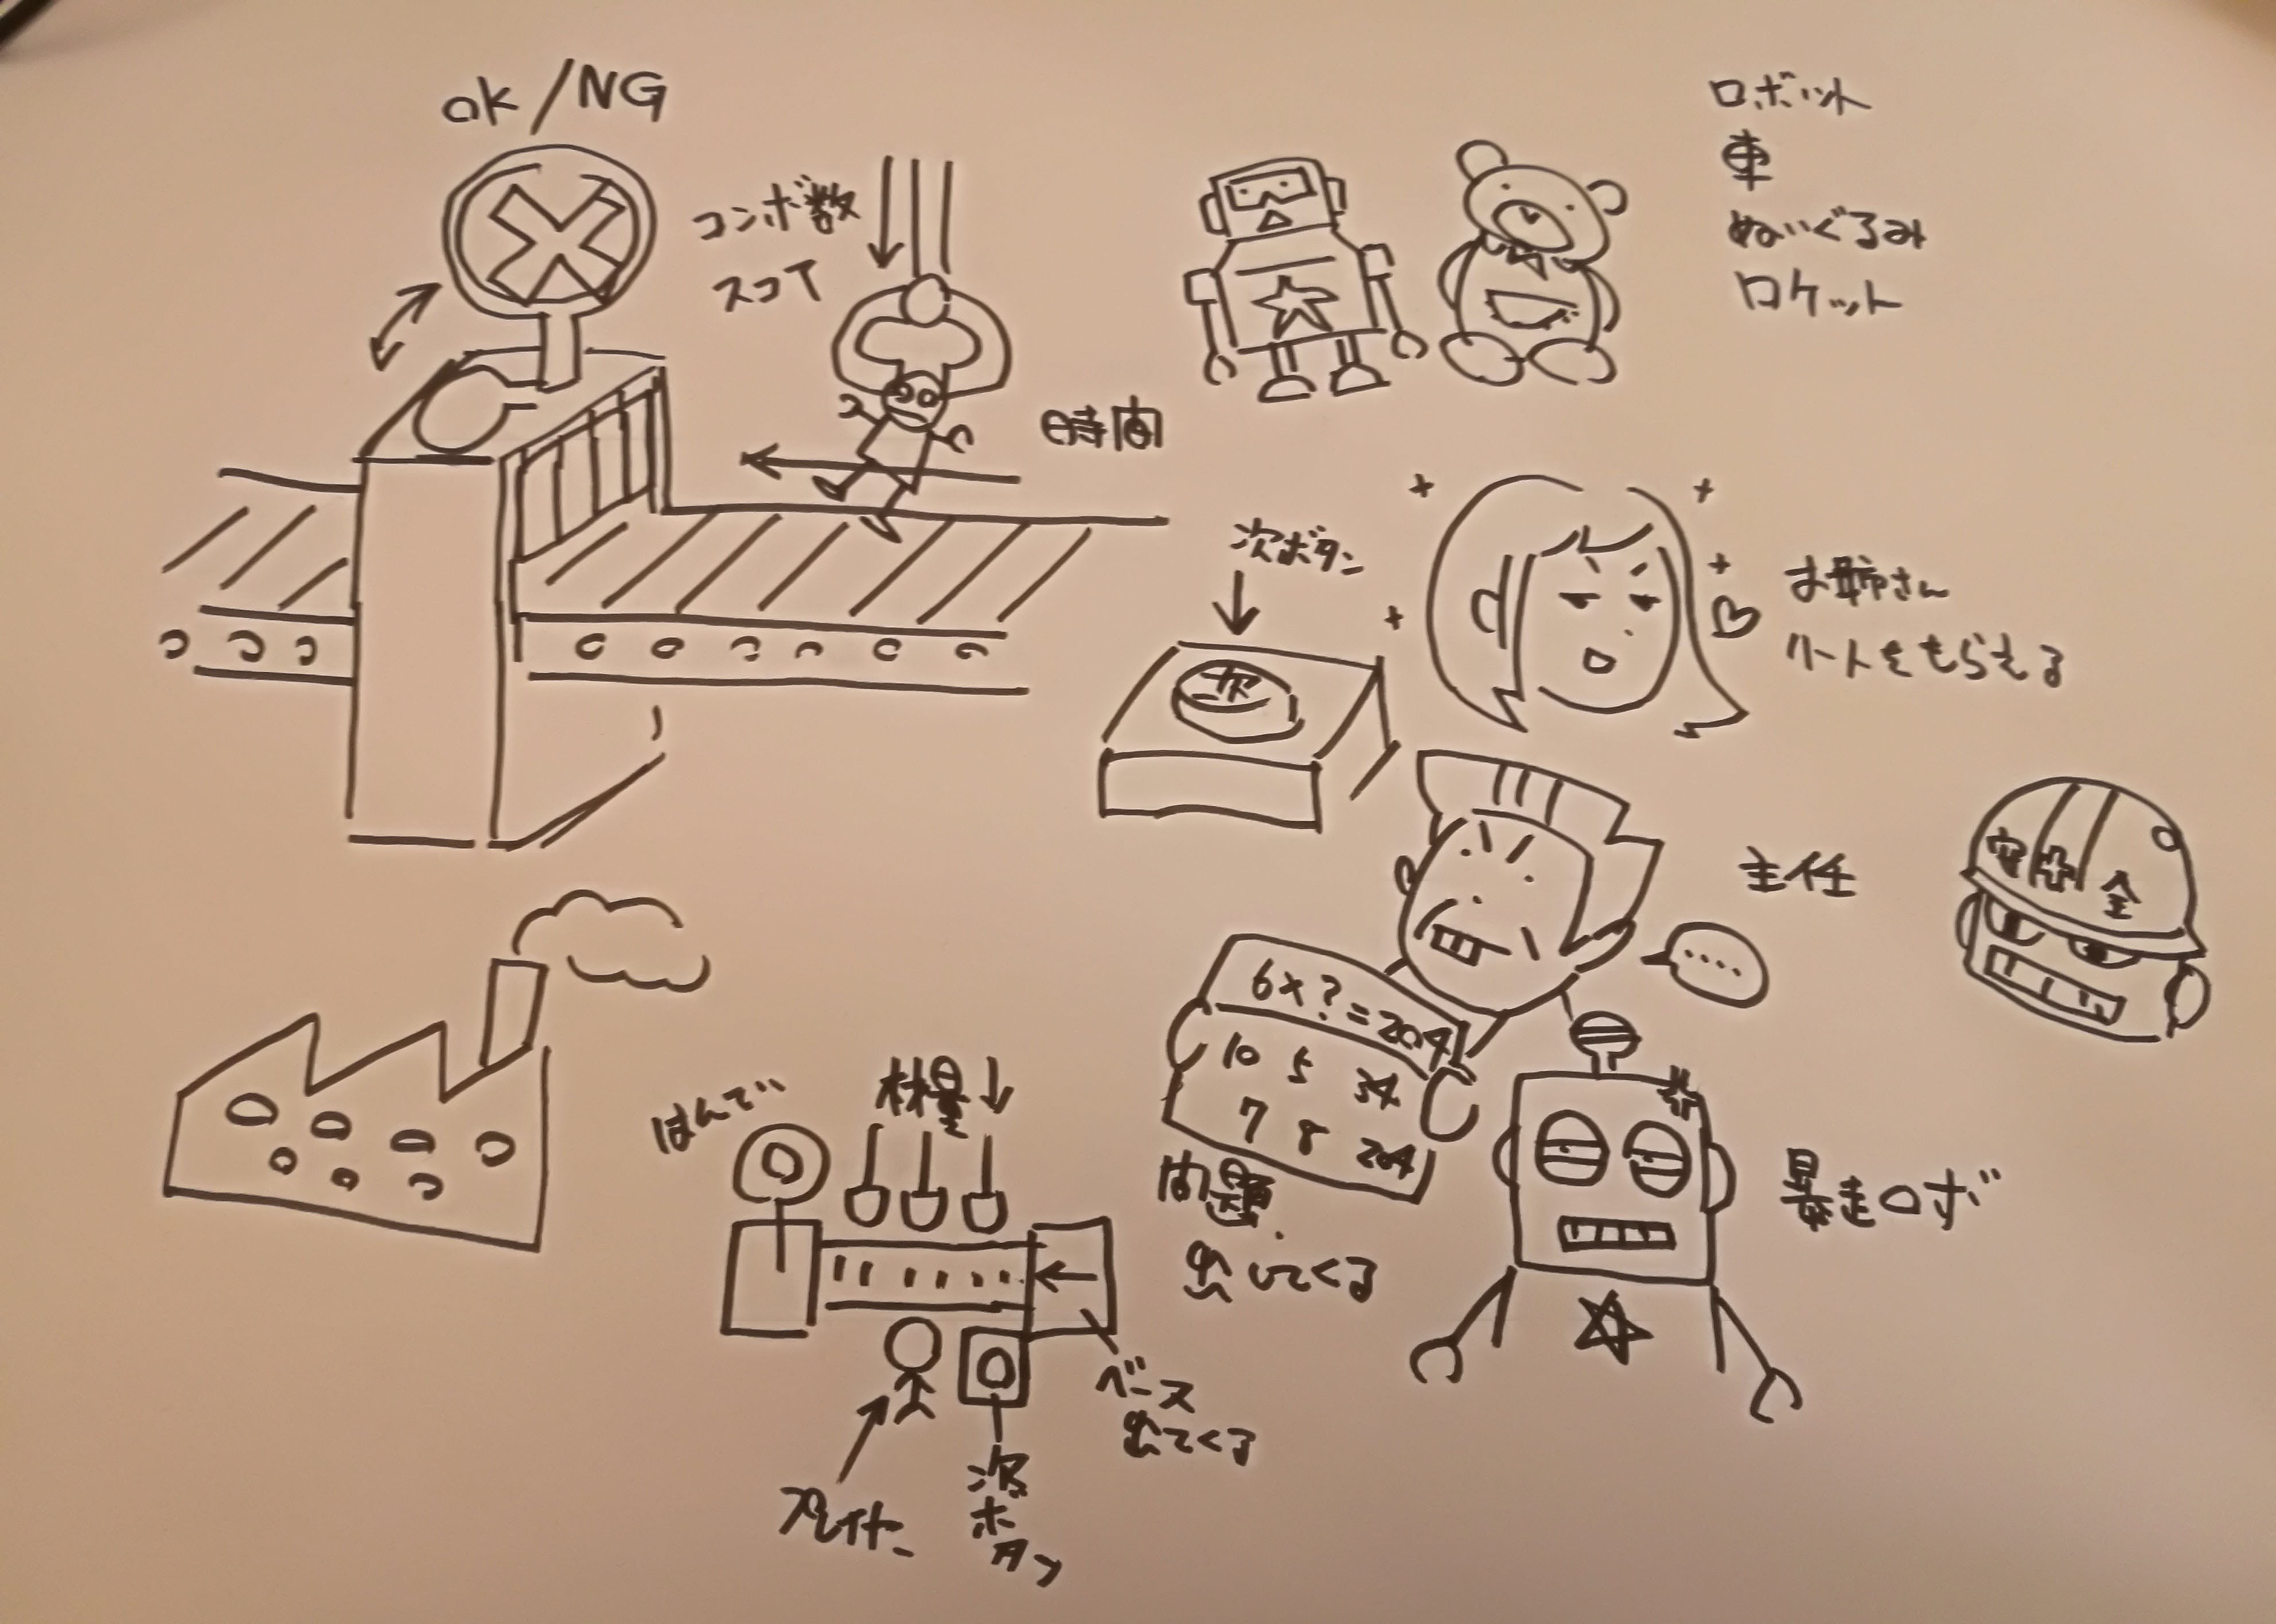 ok/NG
コンボ数
スコア
時間
ロボット
車
ぬいぐるみ
ロケット
次ボタン
次
お姉さん
ハートをもらえる
主任
安全
....
6×?=204
10 5 34
7 8 204
問題
出してくる
暴走ロボ
はんてい
材量
ベース
出てくる
プレイヤー
次
ボ
タン